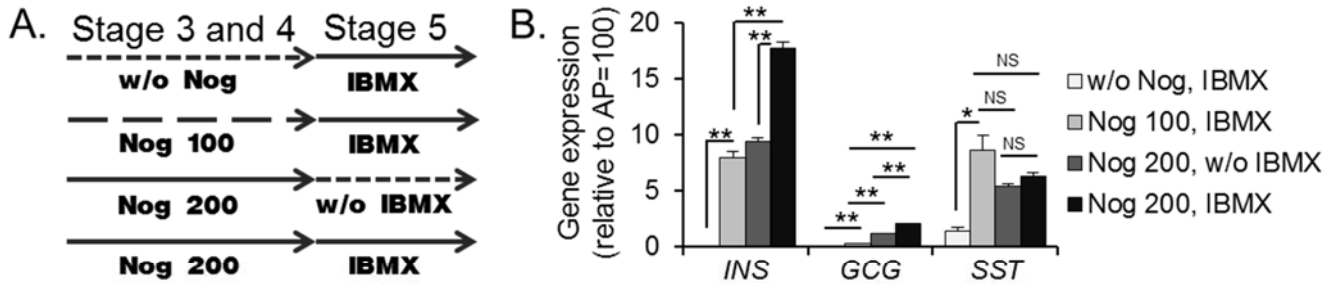 A.
Stage 3 and 4 Stage 5
w/o Nog IBMX
Nog 100 IBMX
Nog 200 w/o IBMX
Nog 200 IBMX
B.
Gene expression
(relative to AP=100)
20
15
10
5
0
**
**
**
**
**
**
**
NS
NS
*
NS
INS GCG SST
w/o Nog, IBMX
Nog 100, IBMX
Nog 200, w/o IBMX
Nog 200, IBMX